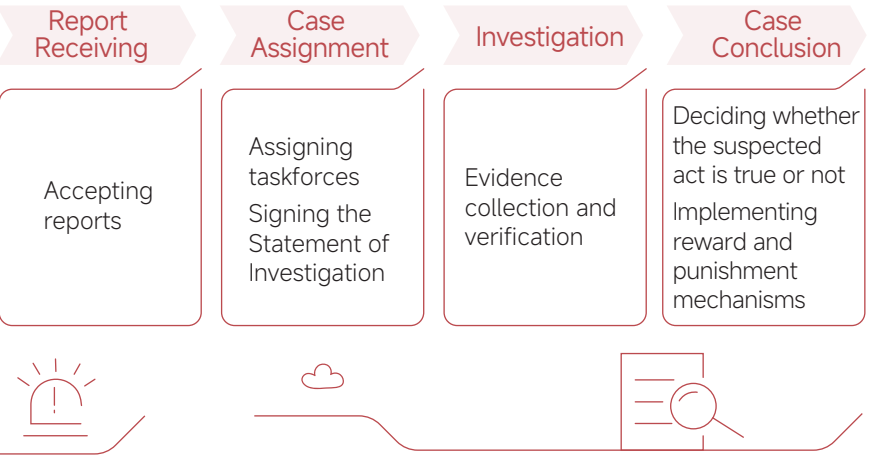 Report
Receiving
Case
Assignment
Investigation
Case
Conclusion
Accepting
reports
Assigning
taskforces
Signing the
Statement of
Investigation
Evidence
collection and
verification
Deciding whether
the suspected
act is true or not
Implementing
reward and
punishment
mechanisms